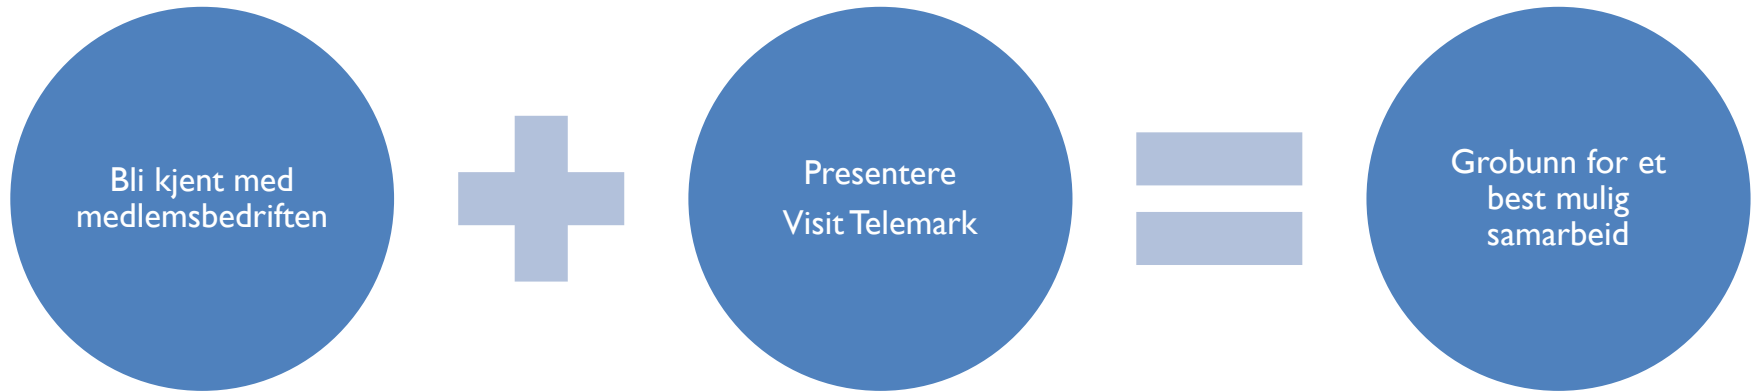 Bli kjent med
medlemsbedriften
Presentere
Visit Telemark
Grobunn for et
best mulig
samarbeid